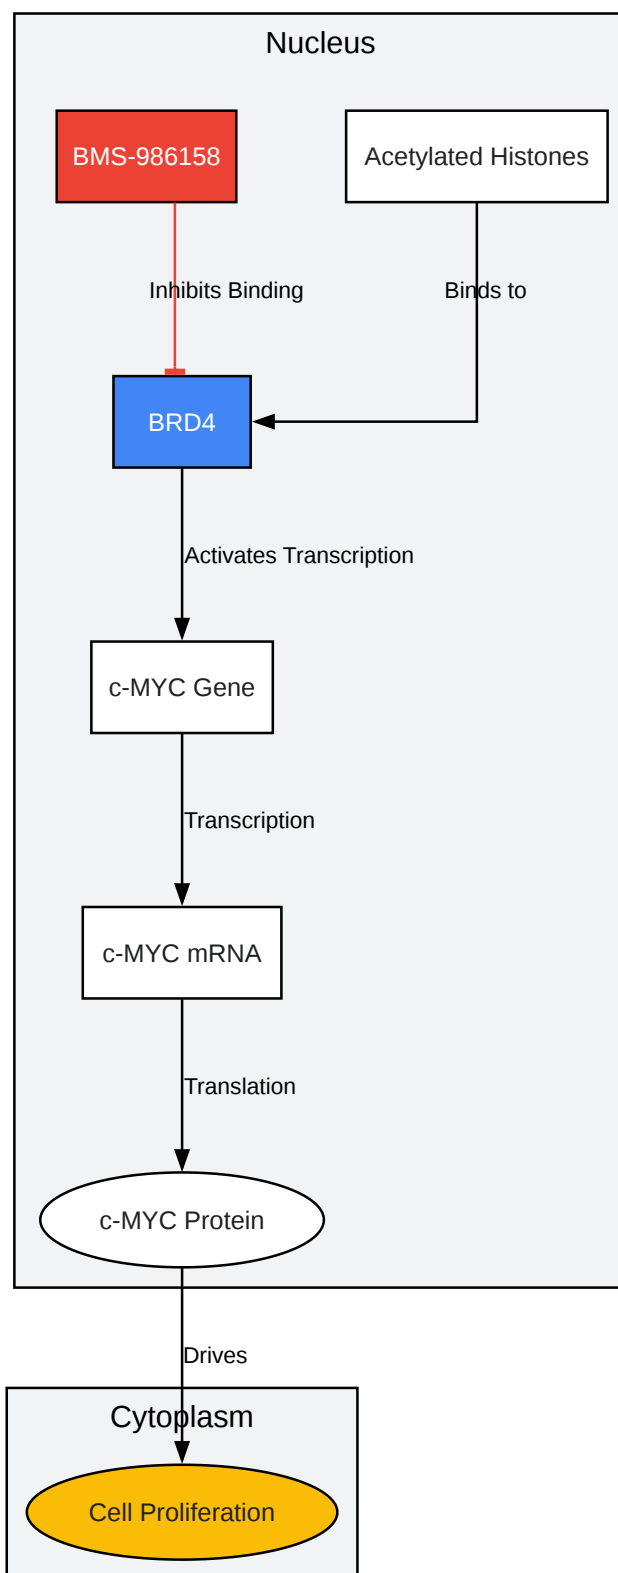 Nucleus
BMS-986158
Acetylated Histones
Inhibits Binding
Binds to
BRD4
Activates Transcription
c-MYC Gene
Transcription
c-MYC mRNA
Translation
c-MYC Protein
Drives
Cytoplasm
Cell Proliferation